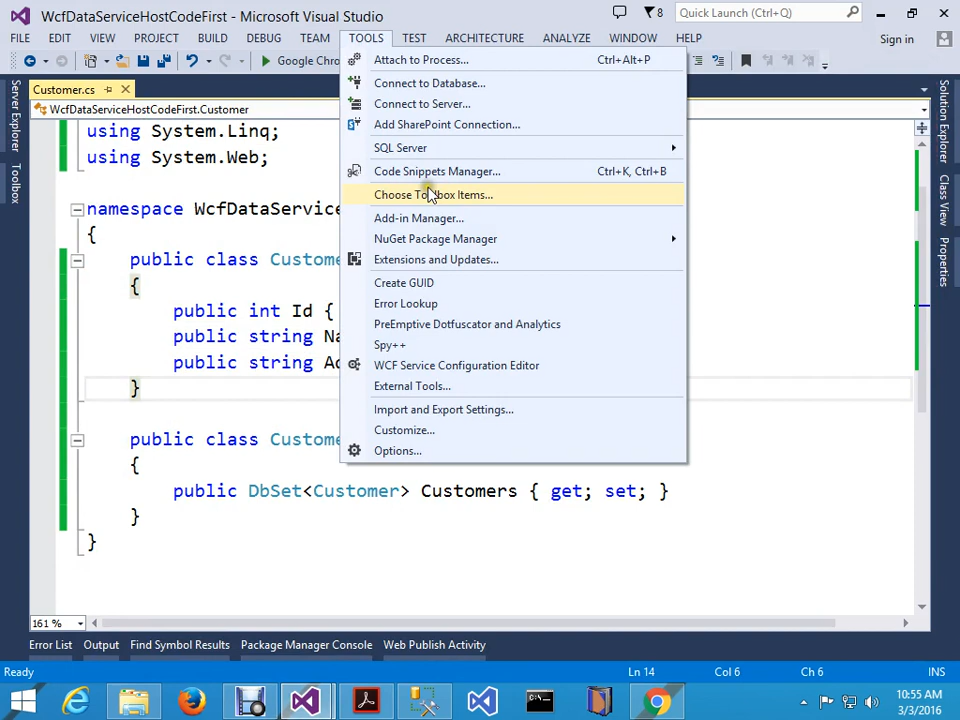 WcfDataServiceHostCodeFirst - Microsoft Visual Studio
8
Quick Launch (Ctrl+Q)
FILE EDIT VIEW PROJECT BUILD DEBUG TEAM TOOLS TEST ARCHITECTURE ANALYZE WINDOW HELP
Sign in
Google Chro
Customer.cs
WcfDataServiceHostCodeFirst.Customer
Server Explorer
Toolbox
Solution Explorer
Class View
Properties
Attach to Process... Ctrl+Alt+P
Connect to Database...
Connect to Server...
Add SharePoint Connection...
SQL Server
Code Snippets Manager... Ctrl+K, Ctrl+B
Choose Toolbox Items...
Add-in Manager...
NuGet Package Manager
Extensions and Updates...
Create GUID
Error Lookup
PreEmptive Dotfuscator and Analytics
Spy++
WCF Service Configuration Editor
External Tools...
Import and Export Settings...
Customize...
Options...
using System.Linq;
using System.Web;
namespace WcfDataService
{
public class Custome
{
public int Id {
public string Na
public string Ad
}
public class Custome
{
public DbSet<Customer> Customers { get; set; }
}
}
161 %
Error List Output Find Symbol Results Package Manager Console Web Publish Activity
Ready Ln 14 Col 6 Ch 6 INS
10:55 AM
3/3/2016